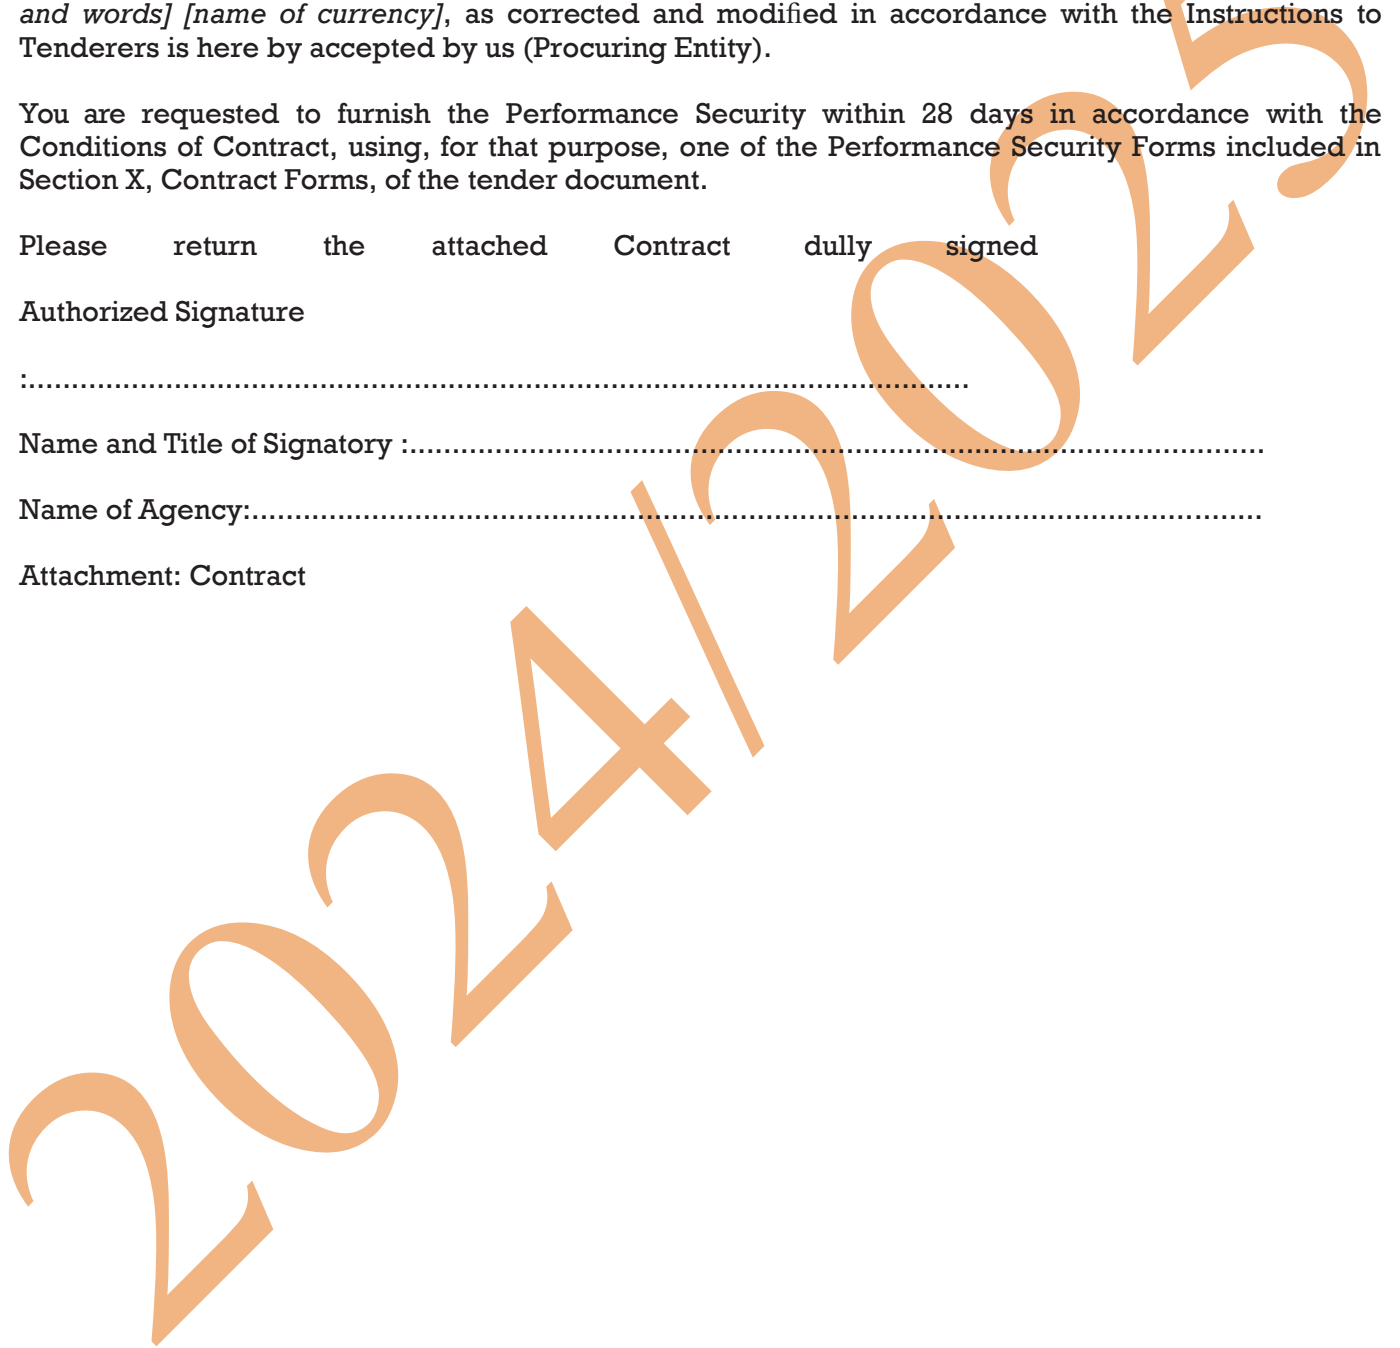 and words] [name of currency], as corrected and modified in accordance with the Instructions to
Tenderers is here by accepted by us (Procuring Entity).
You are requested to furnish the Performance Security within 28 days in accordance with the
Conditions of Contract, using, for that purpose, one of the Performance Security Forms included in
Section X, Contract Forms, of the tender document.
Please return the attached Contract dully signed
Authorized Signature
:..............................................................................................................
Name and Title of Signatory :....................................................................................................
Name of Agency:......................................................................................................................
Attachment: Contract
2024/2025